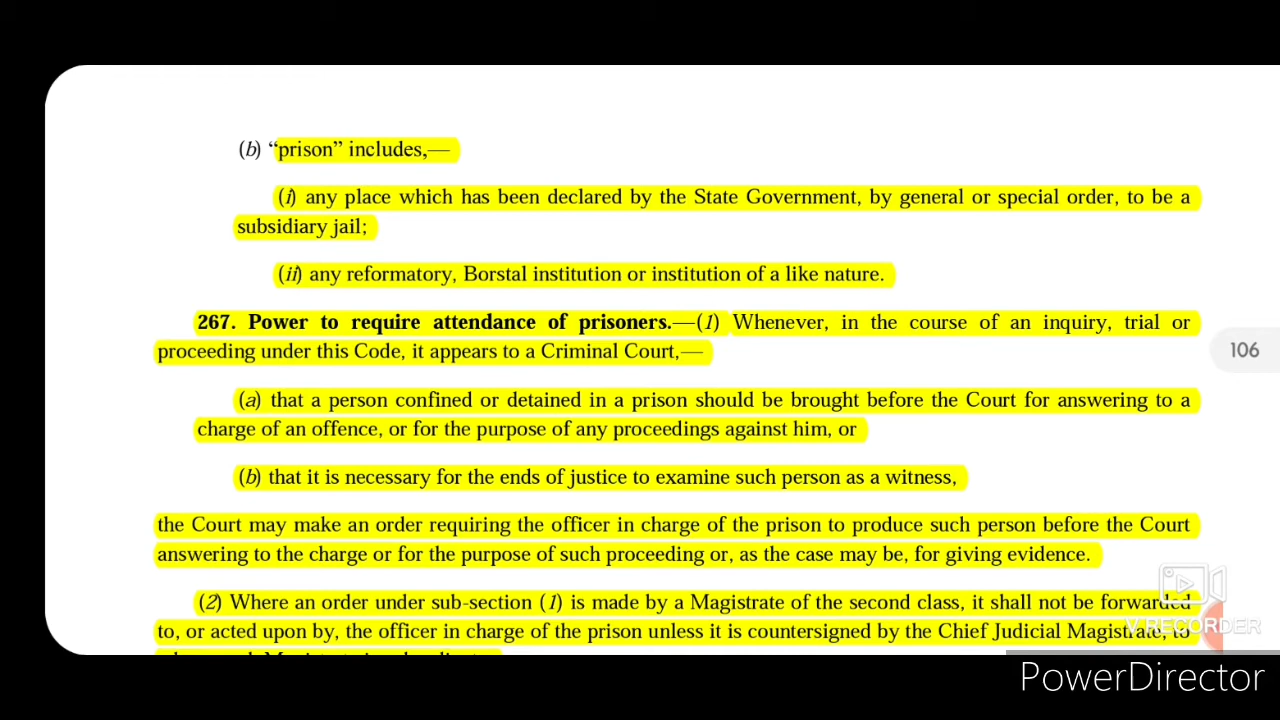 (b) “prison” includes,—
(i) any place which has been declared by the State Government, by general or special order, to be a
subsidiary jail;
(ii) any reformatory, Borstal institution or institution of a like nature.
267. Power to require attendance of prisoners.—(1) Whenever, in the course of an inquiry, trial or
proceeding under this Code, it appears to a Criminal Court,—
106
(a) that a person confined or detained in a prison should be brought before the Court for answering to a
charge of an offence, or for the purpose of any proceedings against him, or
(b) that it is necessary for the ends of justice to examine such person as a witness,
the Court may make an order requiring the officer in charge of the prison to produce such person before the Court
answering to the charge or for the purpose of such proceeding or, as the case may be, for giving evidence.
(2) Where an order under sub-section (1) is made by a Magistrate of the second class, it shall not be forwarded
to, or acted upon by, the officer in charge of the prison unless it is countersigned by the Chief Judicial Magistrate, to
V RECORDER
PowerDirector